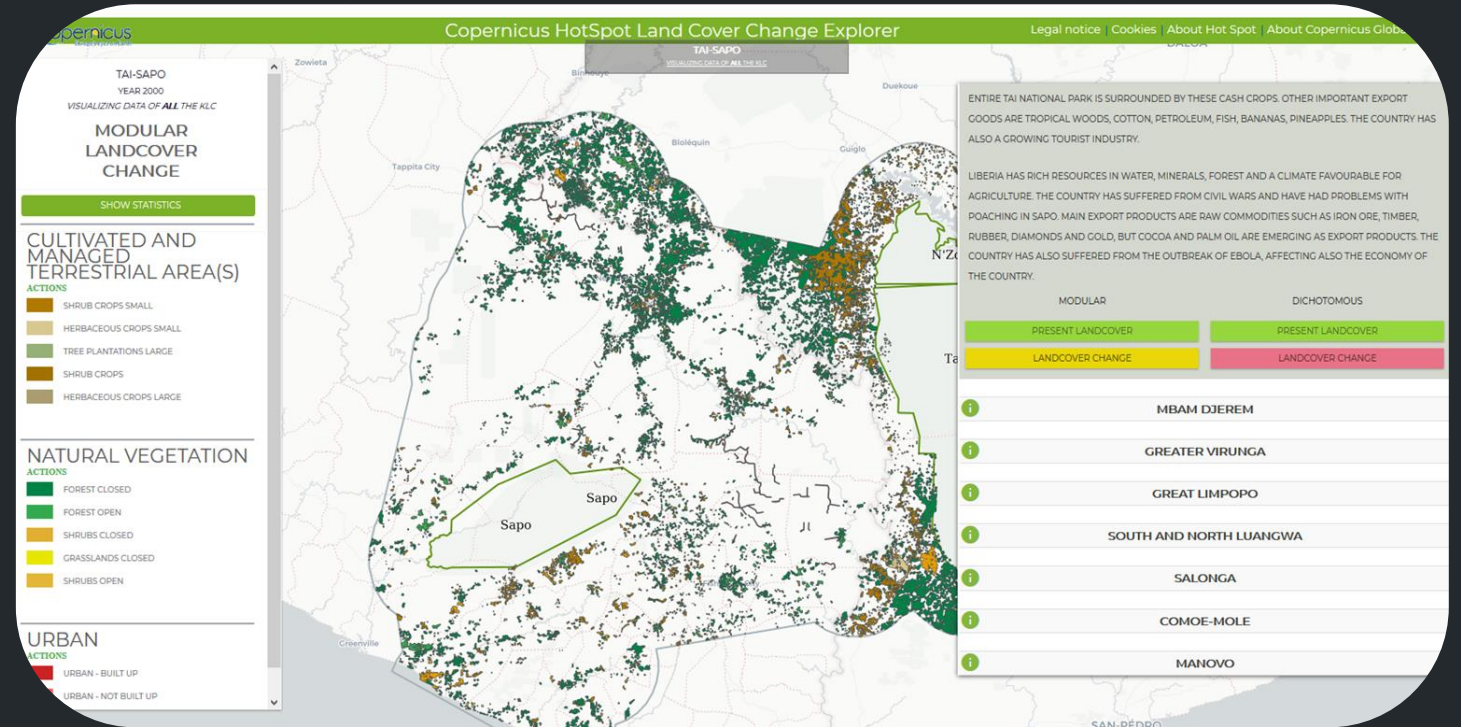 opernicus
Copernicus HotSpot Land Cover Change Explorer
Legal notice | Cookies | About Hot Spot | About Copernicus
TAI-SAPO
VISUALIZING DATA OF ALL THE KLC
TAI-SAPO
YEAR 2000
VISUALIZING DATA OF ALL THE KLC
MODULAR
LANDCOVER
CHANGE
SHOW STATISTICS
CULTIVATED AND
MANAGED
TERRESTRIAL AREA(S)
ACTIONS
SHRUB CROPS SMALL
HERBACEOUS CROPS SMALL
TREE PLANTATIONS LARGE
SHRUB CROPS
HERBACEOUS CROPS LARGE
NATURAL VEGETATION
ACTIONS
FOREST CLOSED
FOREST OPEN
SHRUBS CLOSED
GRASSLANDS CLOSED
SHRUBS OPEN
URBAN
ACTIONS
URBAN - BUILT UP
URBAN - NOT BUILT UP
Zowieta
Duekoue
Bloléquin
Guiglo
Tappita City
N'Zo
Ta
Sapo
Sapo
Greenville
SAN-PÉDRO
ENTIRE TAI NATIONAL PARK IS SURROUNDED BY THESE CASH CROPS. OTHER IMPORTANT EXPORT
GOODS ARE TROPICAL WOODS, COTTON, PETROLEUM, FISH, BANANAS, PINEAPPLES. THE COUNTRY HAS
ALSO A GROWING TOURIST INDUSTRY.
LIBERIA HAS RICH RESOURCES IN WATER, MINERALS, FOREST AND A CLIMATE FAVOURABLE FOR
AGRICULTURE. THE COUNTRY HAS SUFFERED FROM CIVIL WARS AND HAVE HAD PROBLEMS WITH
POACHING IN SAPO. MAIN EXPORT PRODUCTS ARE RAW COMMODITIES SUCH AS IRON ORE, TIMBER,
RUBBER, DIAMONDS AND GOLD, BUT COCOA AND PALM OIL ARE EMERGING AS EXPORT PRODUCTS. THE
COUNTRY HAS ALSO SUFFERED FROM THE OUTBREAK OF EBOLA, AFFECTING ALSO THE ECONOMY OF
THE COUNTRY.
MODULAR
DICHOTOMOUS
PRESENT LANDCOVER
PRESENT LANDCOVER
LANDCOVER CHANGE
LANDCOVER CHANGE
MBAM DJEREM
GREATER VIRUNGA
GREAT LIMPOPO
SOUTH AND NORTH LUANGWA
SALONGA
COMOE-MOLE
MANOVO